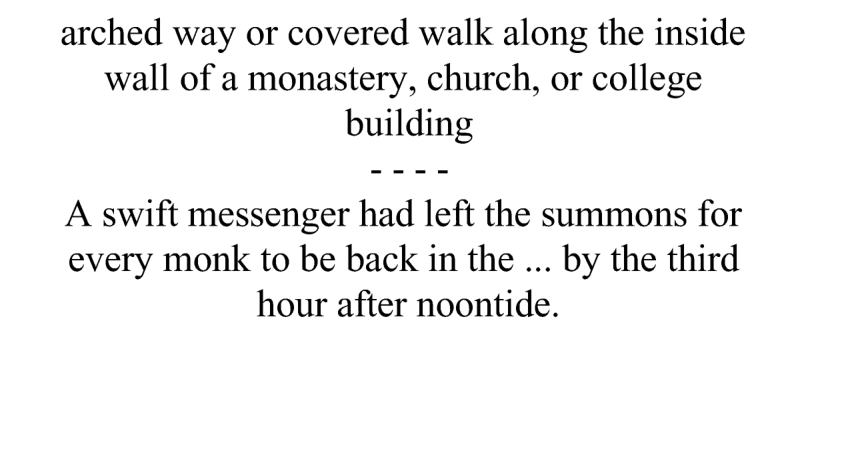 arched way or covered walk along the inside
wall of a monastery, church, or college
building
- - - -
A swift messenger had left the summons for
every monk to be back in the ... by the third
hour after noontide.